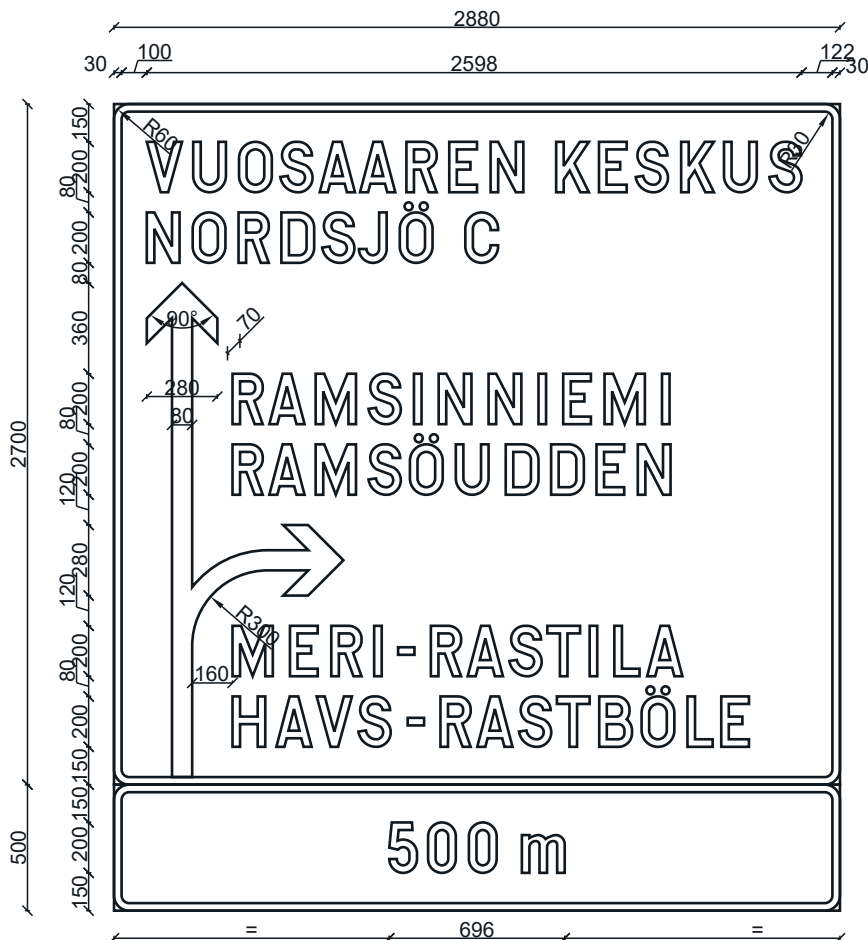 2880
30 100 2598 122 30
R60 R30
VUOSAAREN KESKUS
NORDSJÖ C
90°
70
280
80
RAMSINNIEMI
RAMSÖUDDEN
R300
160
MERI-RASTILA
HAVS-RASTBÖLE
500 m
2700
500
150
200
80
200
80
360
200
80
200
120
280
120
200
80
200
150
150
200
150
= 696 =